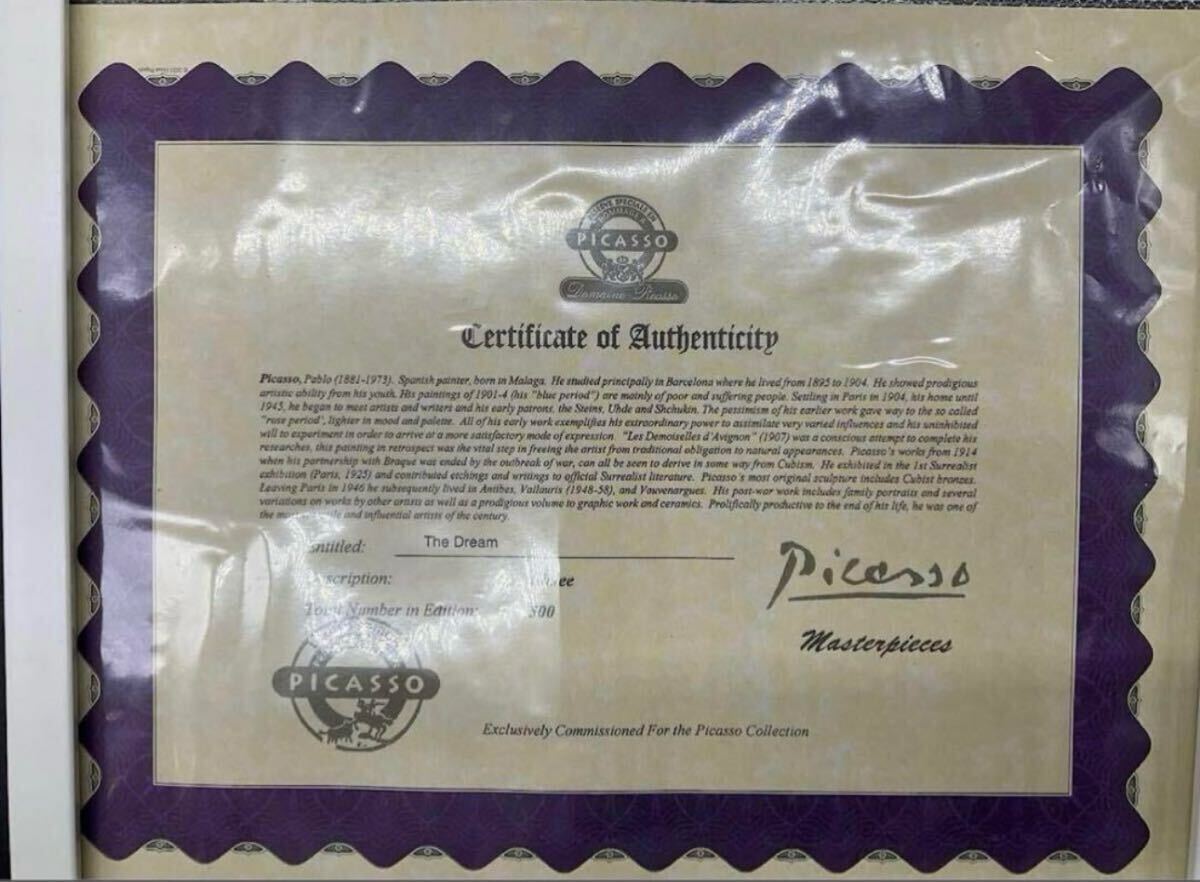 PICASSO
Domaine Picasso
Certificate of Authenticity
Picasso, Pablo (1881-1973). Spanish painter, born in Malaga. He studied principally in Barcelona where he lived from 1895 to 1904. He showed prodigious
artistic ability from his youth. His paintings of 1901-4 (his "blue period") are mainly of poor and suffering people. Settling in Paris in 1904, his home until
1945, he began to meet artists and writers and his early patrons, the Steins, Uhde and Schukin. The pessimism of his earlier work gave way to the so called
"rose period', lighter in mood and palette. All of his early work exemplifies his extraordinary power to assimilate very varied influences and his uninhibited
will to experiment in order to arrive at a more satisfactory mode of expression. "Les Demoiselles d'Avignon" (1907) was a conscious attempt to complete his
researches, this painting in retrospect was the vital step in freeing the artist from traditional obligation to natural appearances. Picasso's works from 1914
when his partnership with Braque was ended by the outbreak of war, can all be seen to derive in some way from Cubism. He exhibited in the 1st Surrealist
exhibition (Paris, 1925) and contributed etchings and writings to official Surrealist literature. Picasso's most original sculpture includes Cubist bronzes.
Leaving Paris in 1946 he subsequently lived in Antibes, Vallauris (1948-58), and Vauvenargues. His post-war work includes family portraits and several
variations on works by other artists as well as a prodigious volume to graphic work and ceramics. Prolifically productive to the end of his life, he was one of
the and influential artists of the century.
Entitled: The Dream
Description:
Total Number in Edition: 500
Picasso
Masterpieces
PICASSO
Exclusively Commissioned For the Picasso Collection